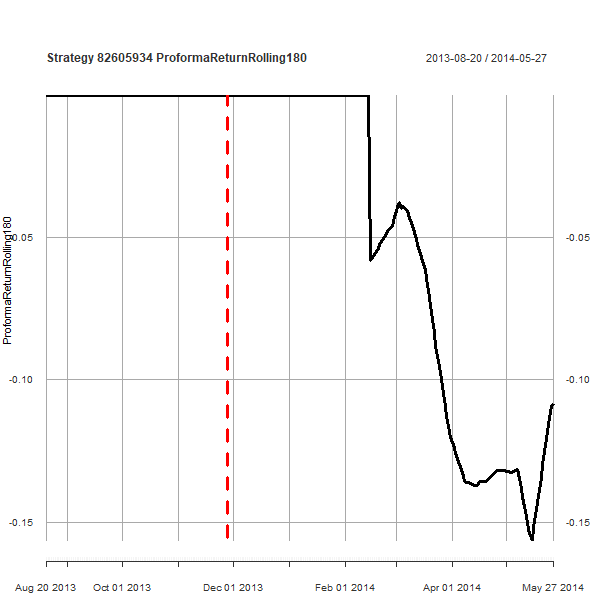 Strategy 82605934 ProformaReturnRolling180
2013-08-20 / 2014-05-27
ProformaReturnRolling180
-0.05
-0.05
-0.10
-0.10
-0.15
-0.15
Aug 20 2013
Oct 01 2013
Dec 01 2013
Feb 01 2014
Apr 01 2014
May 27 2014